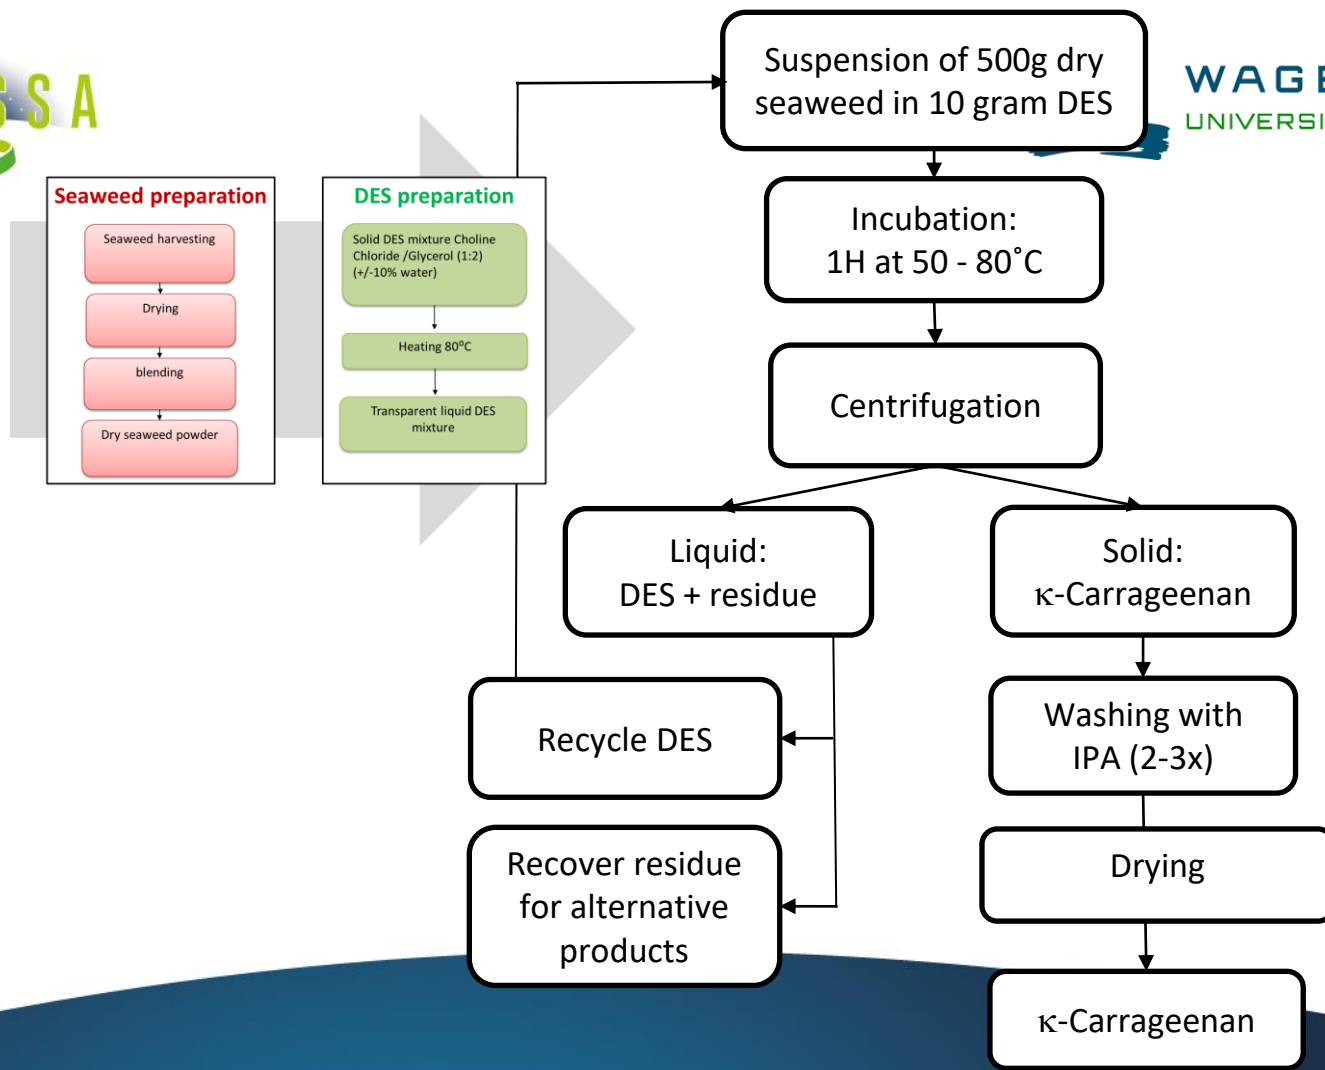 SSA
WAGE
UNIVERSI
Seaweed preparation
Seaweed harvesting
Drying
blending
Dry seaweed powder
DES preparation
Solid DES mixture Choline
Chloride /Glycerol (1:2)
(+/-10% water)
Heating 80⁰C
Transparent liquid DES
mixture
Suspension of 500g dry
seaweed in 10 gram DES
Incubation:
1H at 50 - 80˚C
Centrifugation
Liquid:
DES + residue
Solid:
κ-Carrageenan
Recycle DES
Recover residue
for alternative
products
Washing with
IPA (2-3x)
Drying
κ-Carrageenan